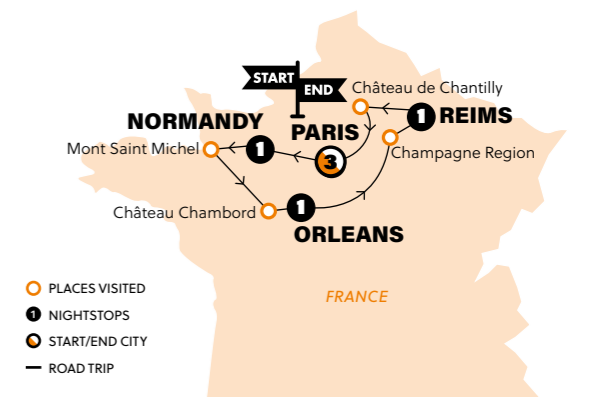 START
END
Château de Chantilly
NORMANDY
PARIS
1
REIMS
Mont Saint Michel
1
3
Champagne Region
Château Chambord
1
ORLEANS
PLACES VISITED
FRANCE
1 NIGHTSTOPS
START/END CITY
ROAD TRIP